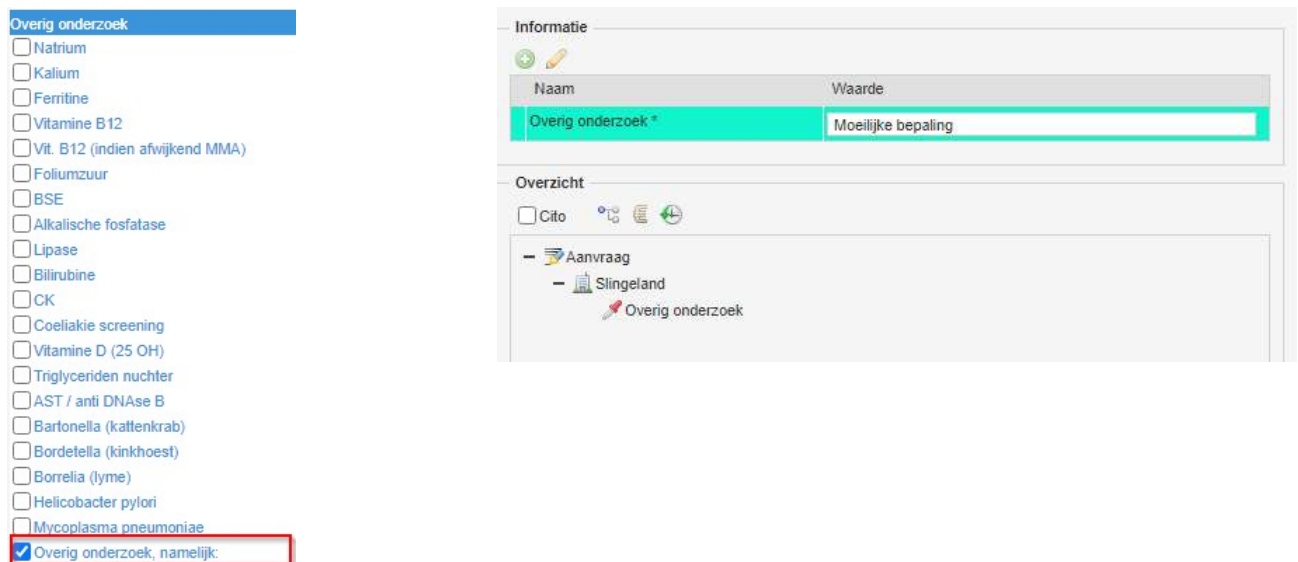 Overig onderzoek
Natrium
Kalium
Ferritine
Vitamine B12
Vit. B12 (indien afwijkend MMA)
Foliumzuur
BSE
Alkalische fosfatase
Lipase
Bilirubine
CK
Coeliakie screening
Vitamine D (25 OH)
Triglyceriden nuchter
AST / anti DNAse B
Bartonella (kattenkrab)
Bordetella (kinkhoest)
Borrelia (lyme)
Helicobacter pylori
Mycoplasma pneumoniae
Overig onderzoek, namelijk:
Informatie
Naam Waarde
Overig onderzoek * Moeilijke bepaling
Overzicht
Cito
Aanvraag
Slingeland
Overig onderzoek